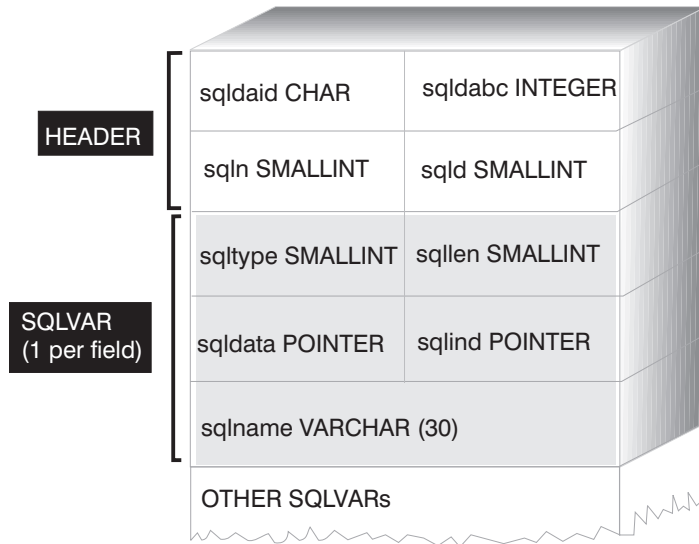 sqldaid CHAR
sqldabc INTEGER
HEADER
sqln SMALLINT
sqld SMALLINT
sqltype SMALLINT
sqllen SMALLINT
SQLVAR
(1 per field)
sqldata POINTER
sqlind POINTER
sqlname VARCHAR (30)
OTHER SQLVARs